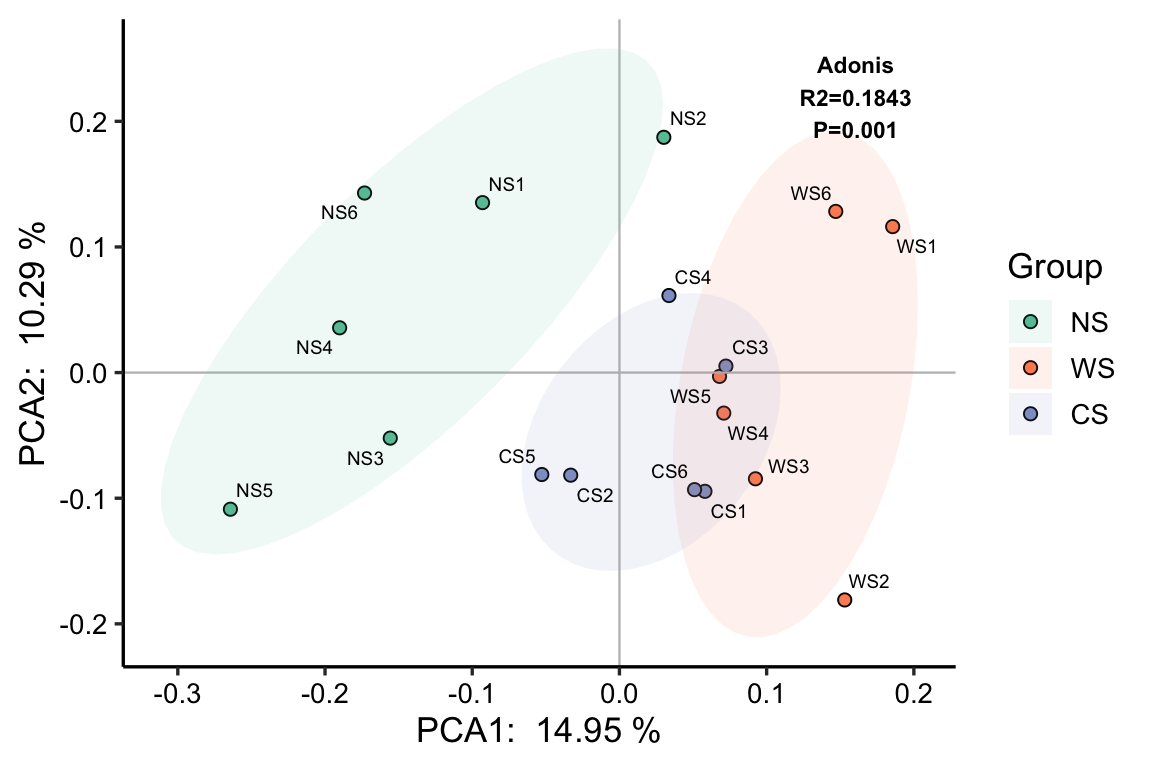 Adonis
R2=0.1843
P=0.001
NS2
NS1
NS6
WS6
WS1
CS4
NS4
CS3
WS5
WS4
NS3
CS5
CS6
WS3
CS2
NS5
CS1
WS2
0.2
0.1
0.0
-0.1
-0.2
PCA2: 10.29 %
-0.3
-0.2
-0.1
0.0
0.1
0.2
PCA1: 14.95 %
Group
NS
WS
CS